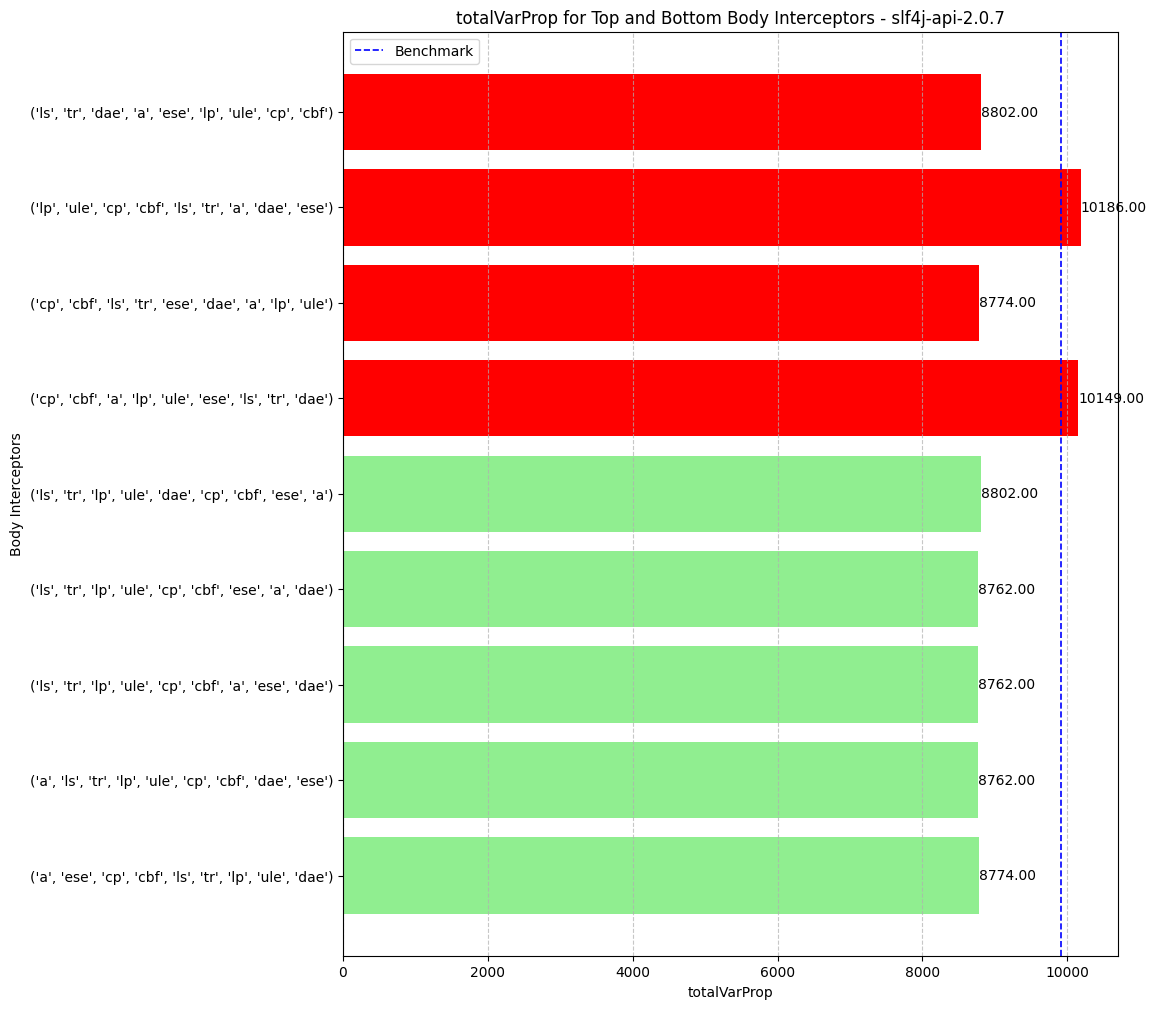 totalVarProp for Top and Bottom Body Interceptors - slf4j-api-2.0.7
Benchmark
('ls', 'tr', 'dae', 'a', 'ese', 'lp', 'ule', 'cp', 'cbf')
8802.00
('lp', 'ule', 'cp', 'cbf', 'ls', 'tr', 'a', 'dae', 'ese')
10186.00
('cp', 'cbf', 'ls', 'tr', 'ese', 'dae', 'a', 'lp', 'ule')
8774.00
('cp', 'cbf', 'a', 'lp', 'ule', 'ese', 'ls', 'tr', 'dae')
10149.00
('ls', 'tr', 'lp', 'ule', 'dae', 'cp', 'cbf', 'ese', 'a')
8802.00
('ls', 'tr', 'lp', 'ule', 'cp', 'cbf', 'ese', 'a', 'dae')
8762.00
('ls', 'tr', 'lp', 'ule', 'cp', 'cbf', 'a', 'ese', 'dae')
8762.00
('a', 'ls', 'tr', 'lp', 'ule', 'cp', 'cbf', 'dae', 'ese')
8762.00
('a', 'ese', 'cp', 'cbf', 'ls', 'tr', 'lp', 'ule', 'dae')
8774.00
Body Interceptors
0
2000
4000
6000
8000
10000
totalVarProp